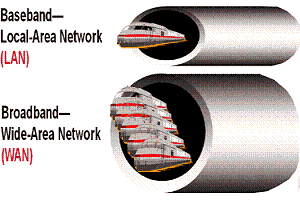 Baseband—
Local-Area Network
(LAN)
Broadband—
Wide-Area Network
(WAN)